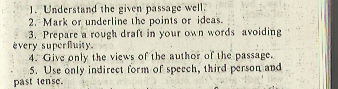 1. Understand the given passage well.
2. Mark or underline the points or ideas.
3. Prepare a rough draft in your own words avoiding
every superfluity.
4. Give only the views of the author of the passage.
5. Use only indirect form of speech, third person and
past tense.